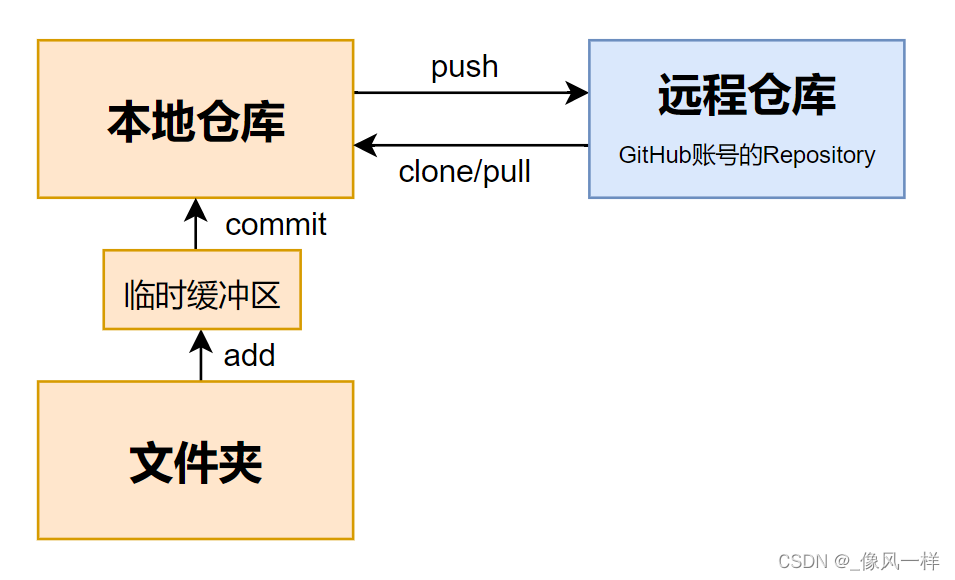 push
本地仓库
远程仓库
GitHub账号的Repository
clone/pull
commit
临时缓冲区
add
文件夹
CSDN @_像风一样